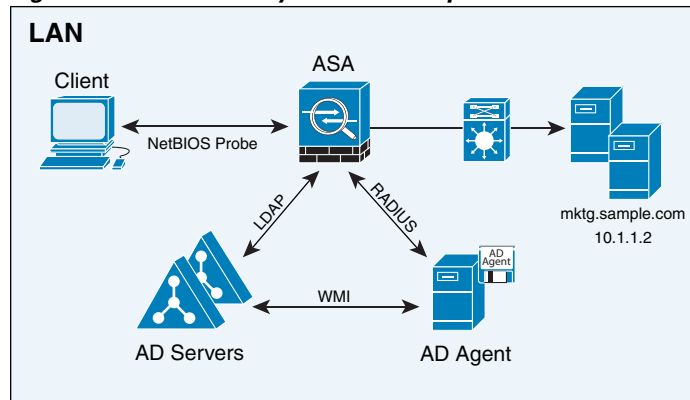 LAN
Client
ASA
NetBIOS Probe
mktg.sample.com
10.1.1.2
LDAP
RADIUS
AD
Agent
WMI
AD Servers
AD Agent